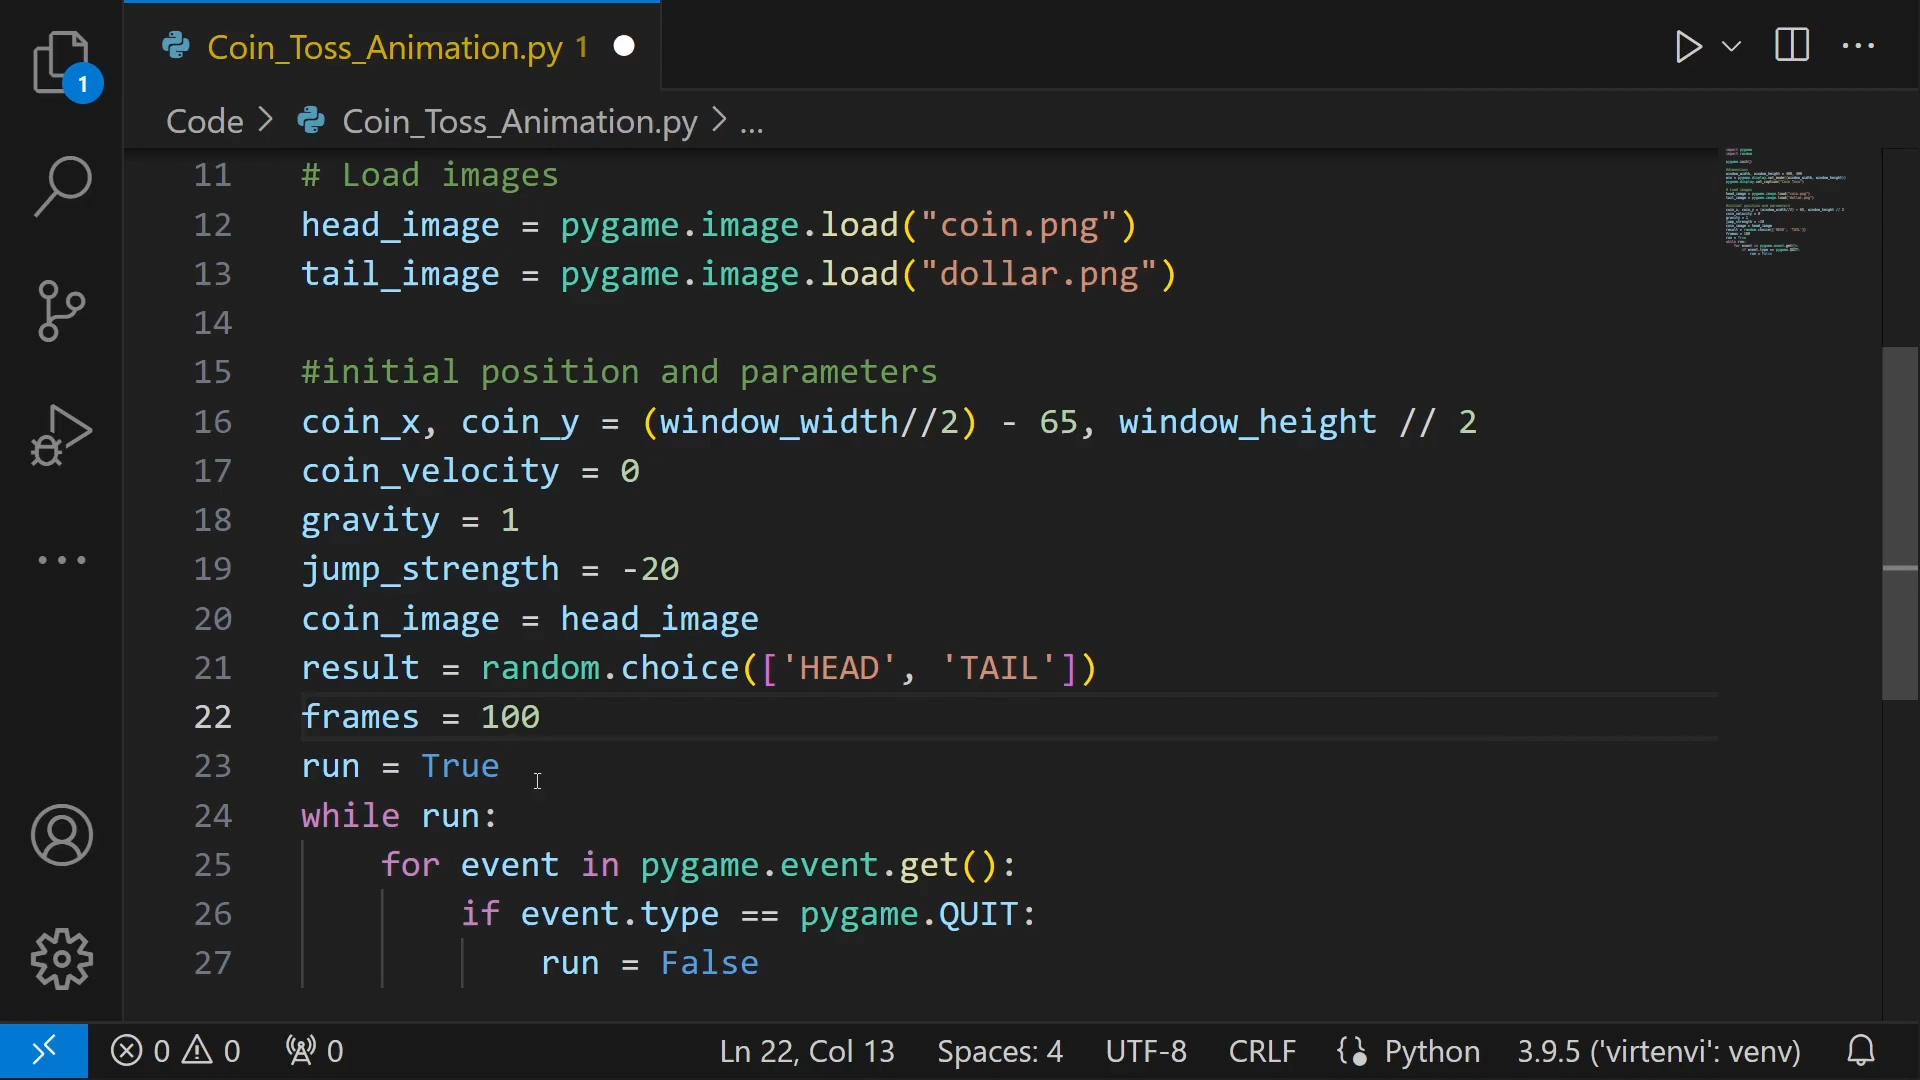 Coin_Toss_Animation.py 1
1
Code > Coin_Toss_Animation.py > ...
11 # Load images
12 head_image = pygame.image.load("coin.png")
13 tail_image = pygame.image.load("dollar.png")
14
15 #initial position and parameters
16 coin_x, coin_y = (window_width//2) - 65, window_height // 2
17 coin_velocity = 0
18 gravity = 1
19 jump_strength = -20
20 coin_image = head_image
21 result = random.choice(['HEAD', 'TAIL'])
22 frames = 100
23 run = True
24 while run:
25 for event in pygame.event.get():
26 if event.type == pygame.QUIT:
27 run = False
0 0 0 Ln 22, Col 13 Spaces: 4 UTF-8 CRLF Python 3.9.5 ('virtenvi': venv)